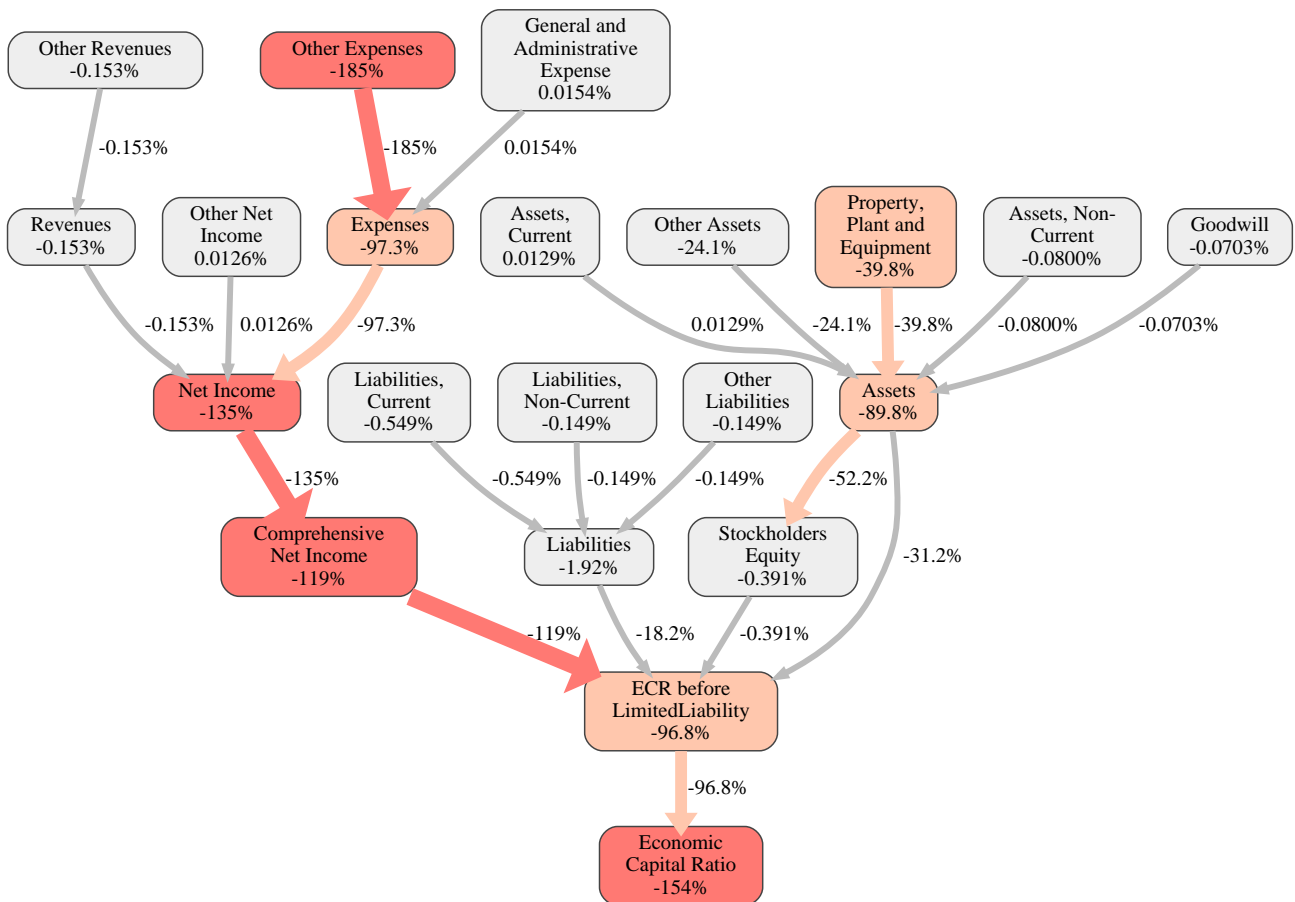 Other Revenues
-0.153%
Other Expenses
-185%
General and
Administrative
Expense
0.0154%
-0.153%
-185%
0.0154%
Revenues
-0.153%
Other Net
Income
0.0126%
Expenses
-97.3%
Assets,
Current
0.0129%
Other Assets
-24.1%
Property,
Plant and
Equipment
-39.8%
Assets, Non-
Current
-0.0800%
Goodwill
-0.0703%
-0.153%
0.0126%
-97.3%
0.0129%
-24.1%
-39.8%
-0.0800%
-0.0703%
Net Income
-135%
Liabilities,
Current
-0.549%
Liabilities,
Non-Current
-0.149%
Other
Liabilities
-0.149%
Assets
-89.8%
-135%
-0.549%
-0.149%
-0.149%
-52.2%
-31.2%
Comprehensive
Net Income
-119%
Liabilities
-1.92%
Stockholders
Equity
-0.391%
-119%
-18.2%
-0.391%
ECR before
LimitedLiability
-96.8%
-96.8%
Economic
Capital Ratio
-154%